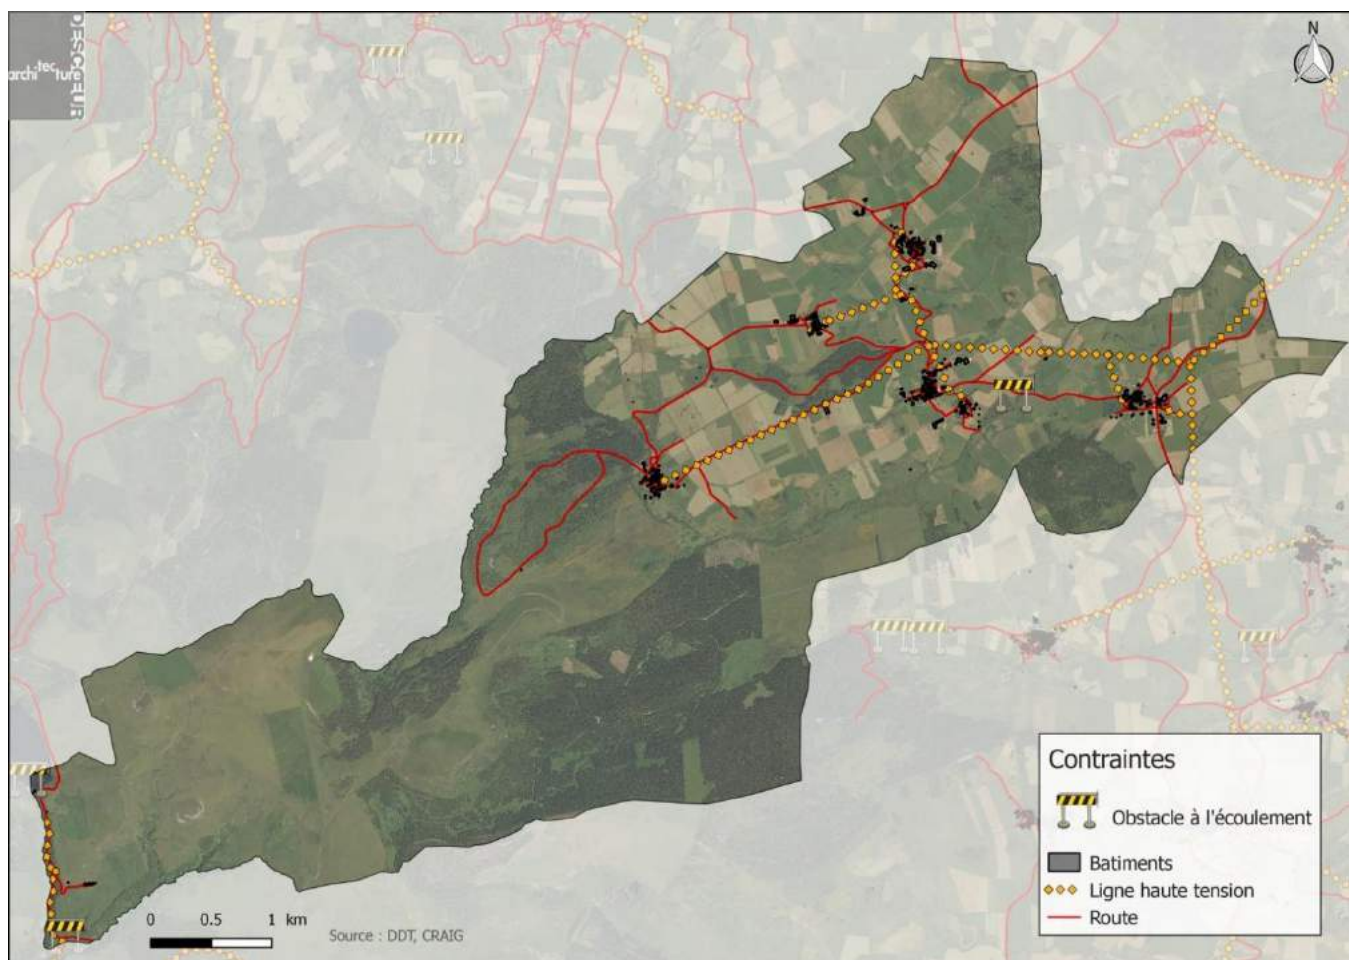 DESCŒUR
archi-tec ture
N
Contraintes
Obstacle à l'écoulement
Batiments
Ligne haute tension
Route
0 0.5 1 km
Source : DDT, CRAIG